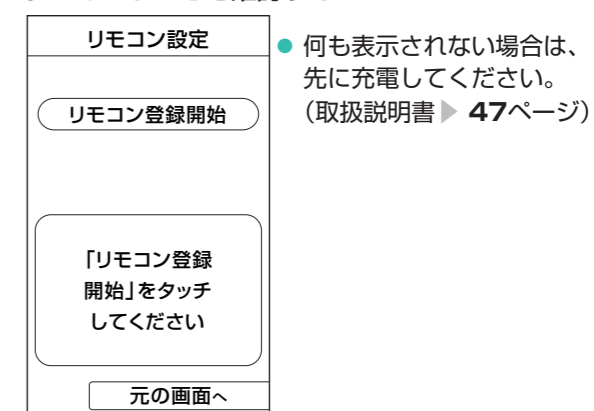 リモコン設定
リモコン登録開始
「リモコン登録
開始」をタッチ
してください
元の画面へ
● 何も表示されない場合は、
先に充電してください。
（取扱説明書▶ 47ページ）